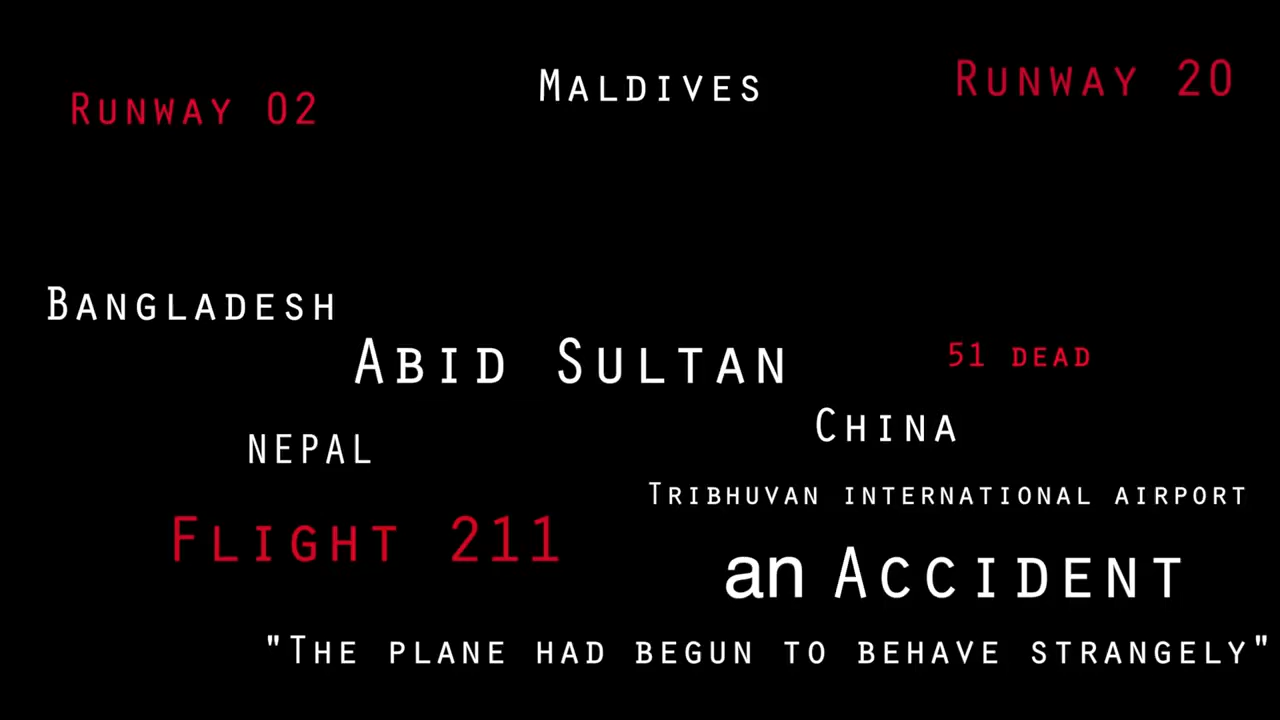 Maldives
Runway 20
Runway 02
Bangladesh
Abid Sultan
51 dead
China
NEPAL
Tribhuvan international airport
Flight 211
an Accident
"The plane had begun to behave strangely"